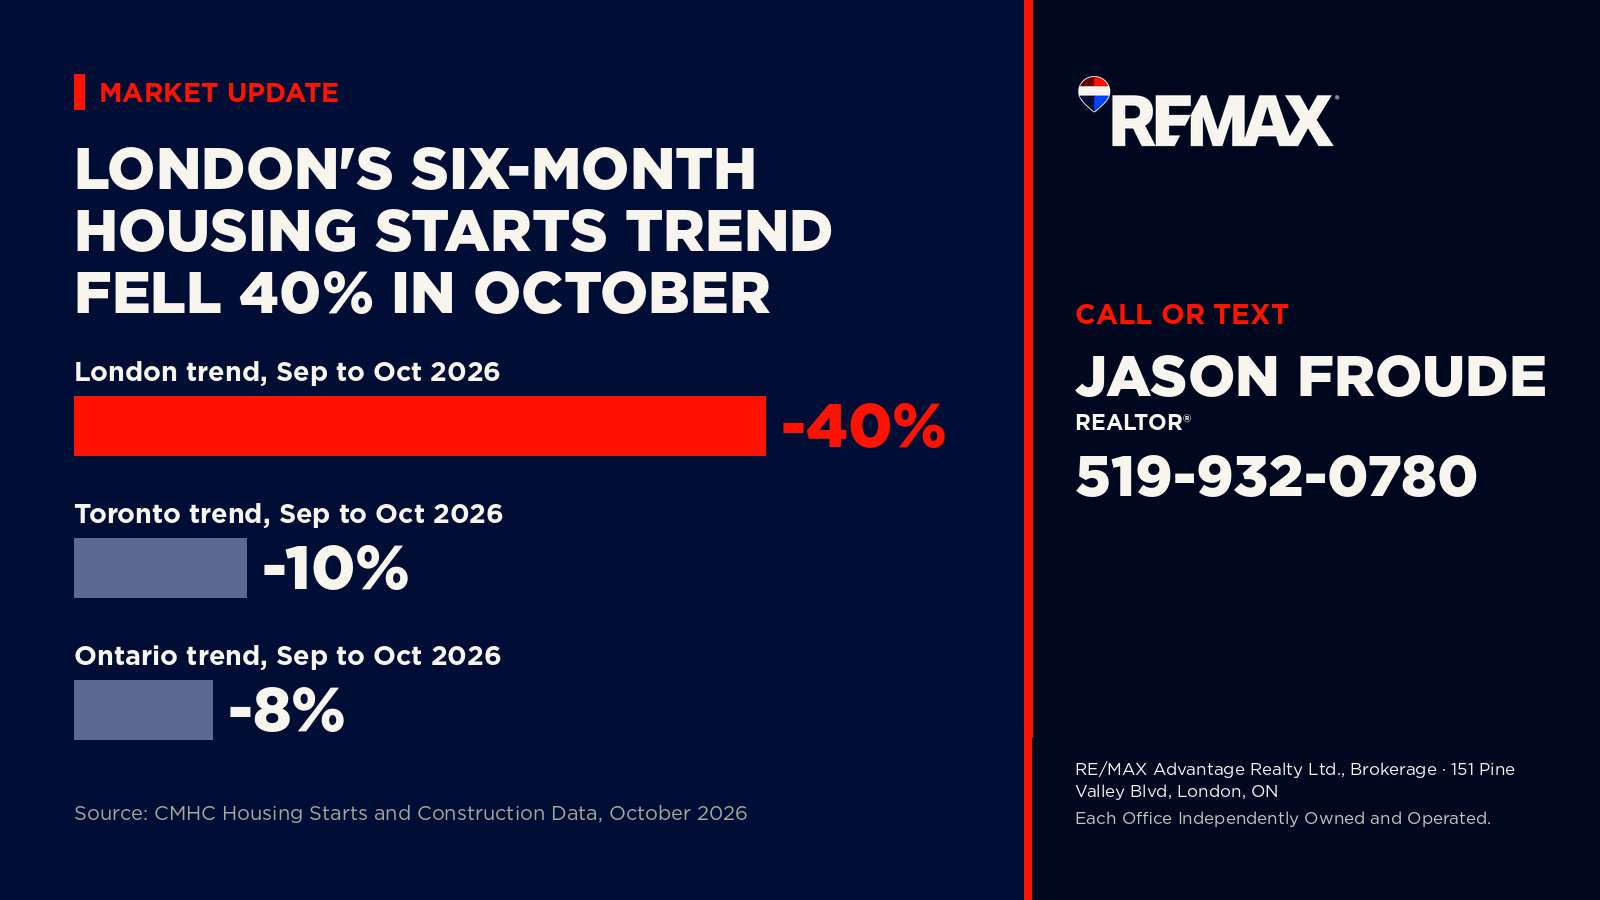 MARKET UPDATE
LONDON'S SIX-MONTH
HOUSING STARTS TREND
FELL 40% IN OCTOBER
London trend, Sep to Oct 2026
-40%
Toronto trend, Sep to Oct 2026
-10%
Ontario trend, Sep to Oct 2026
-8%
Source: CMHC Housing Starts and Construction Data, October 2026
REMAX®
CALL OR TEXT
JASON FROUDE
REALTOR®
519-932-0780
RE/MAX Advantage Realty Ltd., Brokerage · 151 Pine
Valley Blvd, London, ON
Each Office Independently Owned and Operated.